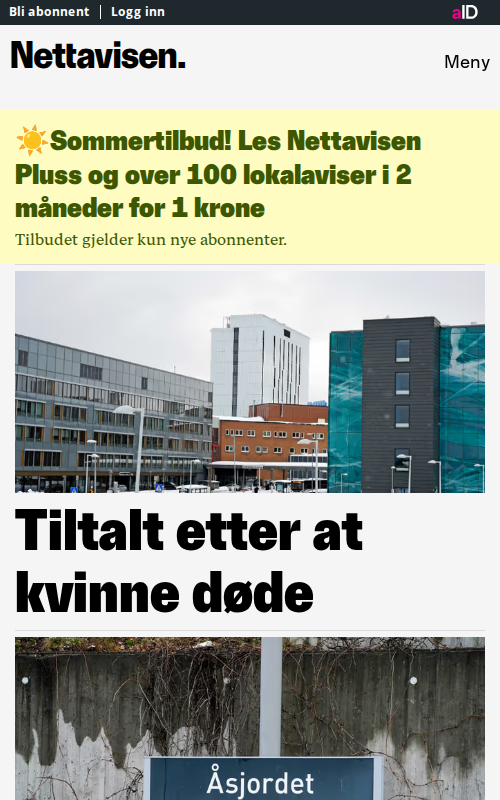 Bli abonnent
Logg inn
aID
Nettavisen.
Meny
☀️Sommertilbud! Les Nettavisen
Pluss og over 100 lokalaviser i 2
måneder for 1 krone
Tilbudet gjelder kun nye abonnenter.
Tiltalt etter at
kvinne døde
Åsjordet